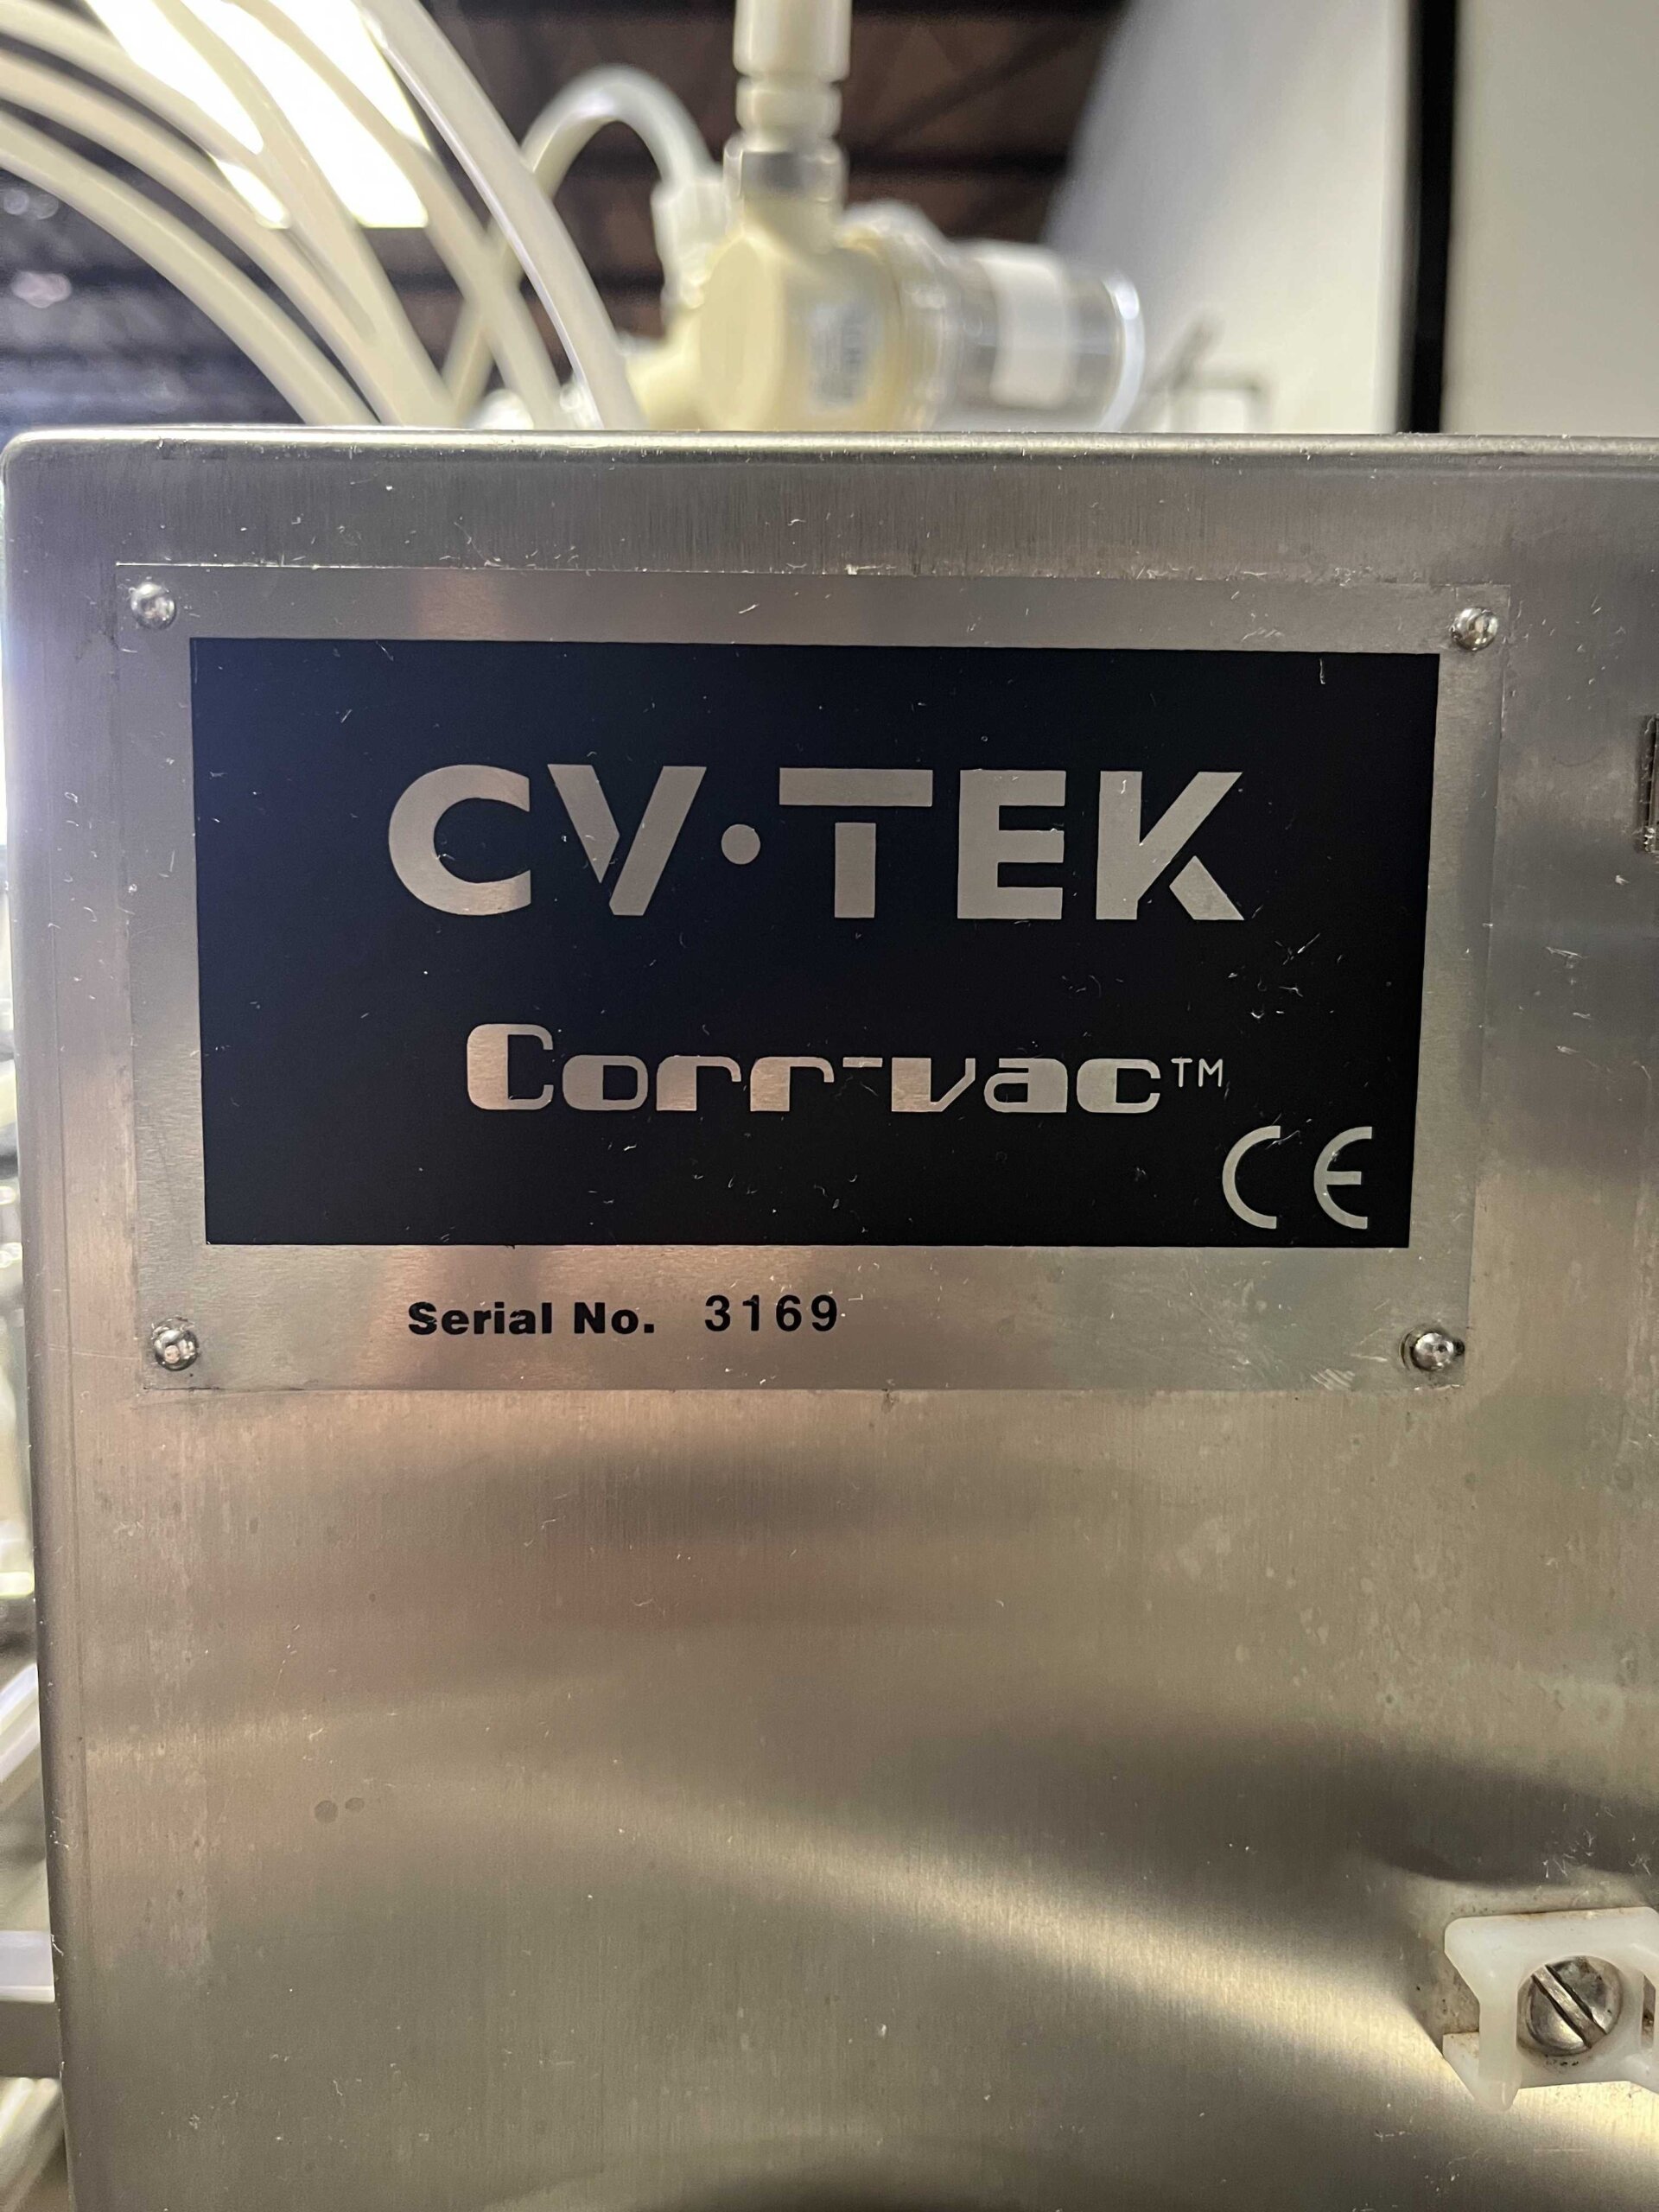 CV·TEK
Corr-vac™
CE
Serial No. 3169